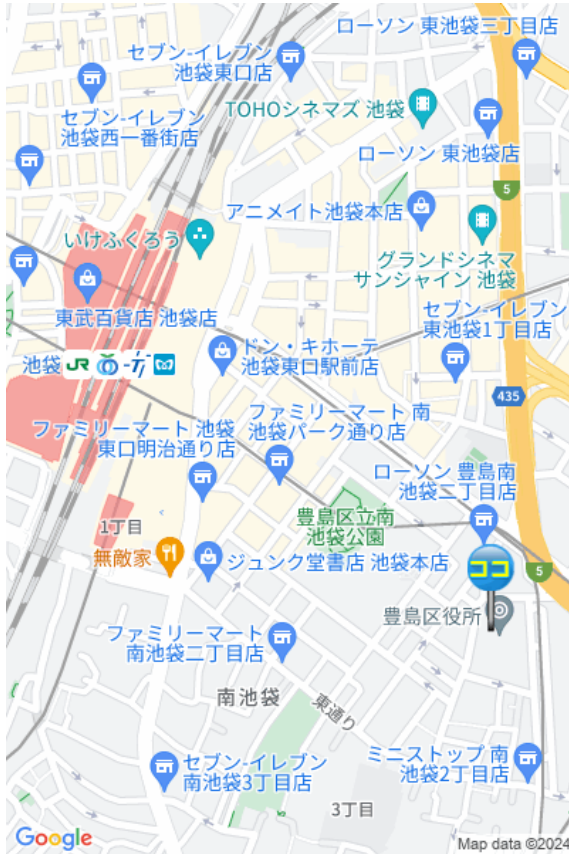 ローソン 東池袋三丁目店
セブン-イレブン
池袋東口店
セブン-イレブン
池袋西一番街店
TOHOシネマズ 池袋
ローソン 東池袋店
5
アニメイト池袋本店
いけふくろう
グランドシネマ
サンシャイン 池袋
東武百貨店 池袋店
セブン-イレブン
東池袋1丁目店
ドン・キホーテ
池袋東口駅前店
池袋 JR
435
ファミリーマート 南
池袋パーク通り店
ファミリーマート 池袋
東口明治通り店
ローソン 豊島南
池袋二丁目店
豊島区立南
池袋公園
1丁目
無敵家
ジュンク堂書店 池袋本店
ココ
5
豊島区役所
ファミリーマート
南池袋二丁目店
南池袋
東通り
セブン-イレブン
南池袋3丁目店
ミニストップ 南
池袋2丁目店
3丁目
Google
Map data ©2024